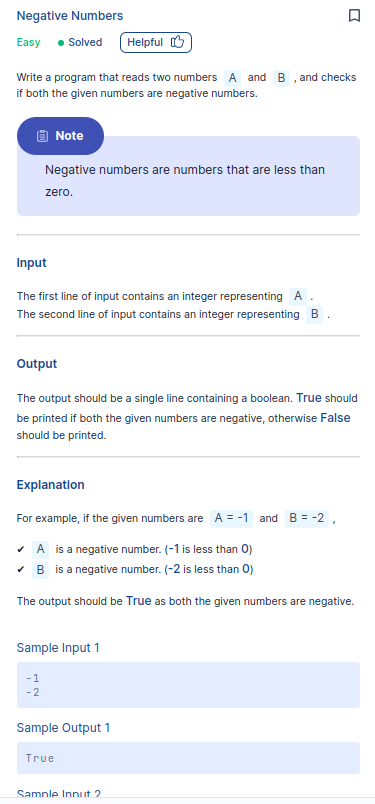 Negative Numbers
Easy Solved Helpful
Write a program that reads two numbers A and B , and checks
if both the given numbers are negative numbers.
Note
Negative numbers are numbers that are less than
zero.
Input
The first line of input contains an integer representing A .
The second line of input contains an integer representing B .
Output
The output should be a single line containing a boolean. True should
be printed if both the given numbers are negative, otherwise False
should be printed.
Explanation
For example, if the given numbers are A = -1 and B = -2 ,
✔ A is a negative number. (-1 is less than 0)
✔ B is a negative number. (-2 is less than 0)
The output should be True as both the given numbers are negative.
Sample Input 1
-1
-2
Sample Output 1
True
Sample Input 2